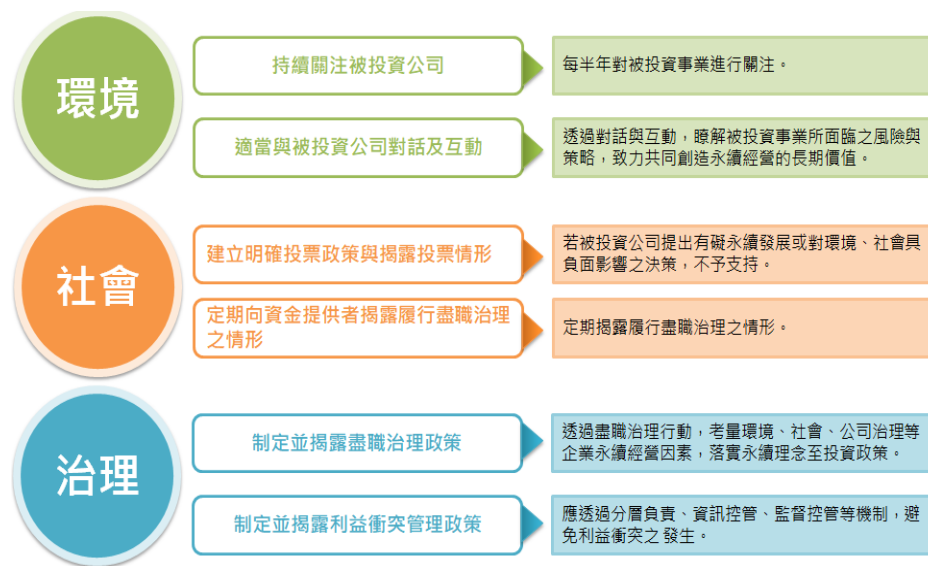 環境
持續關注被投資公司
每半年對被投資事業進行關注。
適當與被投資公司對話及互動
透過對話與互動，瞭解被投資事業所面臨之風險與
策略，致力共同創造永續經營的長期價值。
社會
建立明確投票政策與揭露投票情形
若被投資公司提出有礙永續發展或對環境、社會具
負面影響之決策，不予支持。
定期向資金提供者揭露履行盡職治理
之情形
定期揭露履行盡職治理之情形。
治理
制定並揭露盡職治理政策
透過盡職治理行動，考量環境、社會、公司治理等
企業永續經營因素，落實永續理念至投資政策。
制定並揭露利益衝突管理政策
應透過分層負責、資訊控管、監督控管等機制，避
免利益衝突之發生。